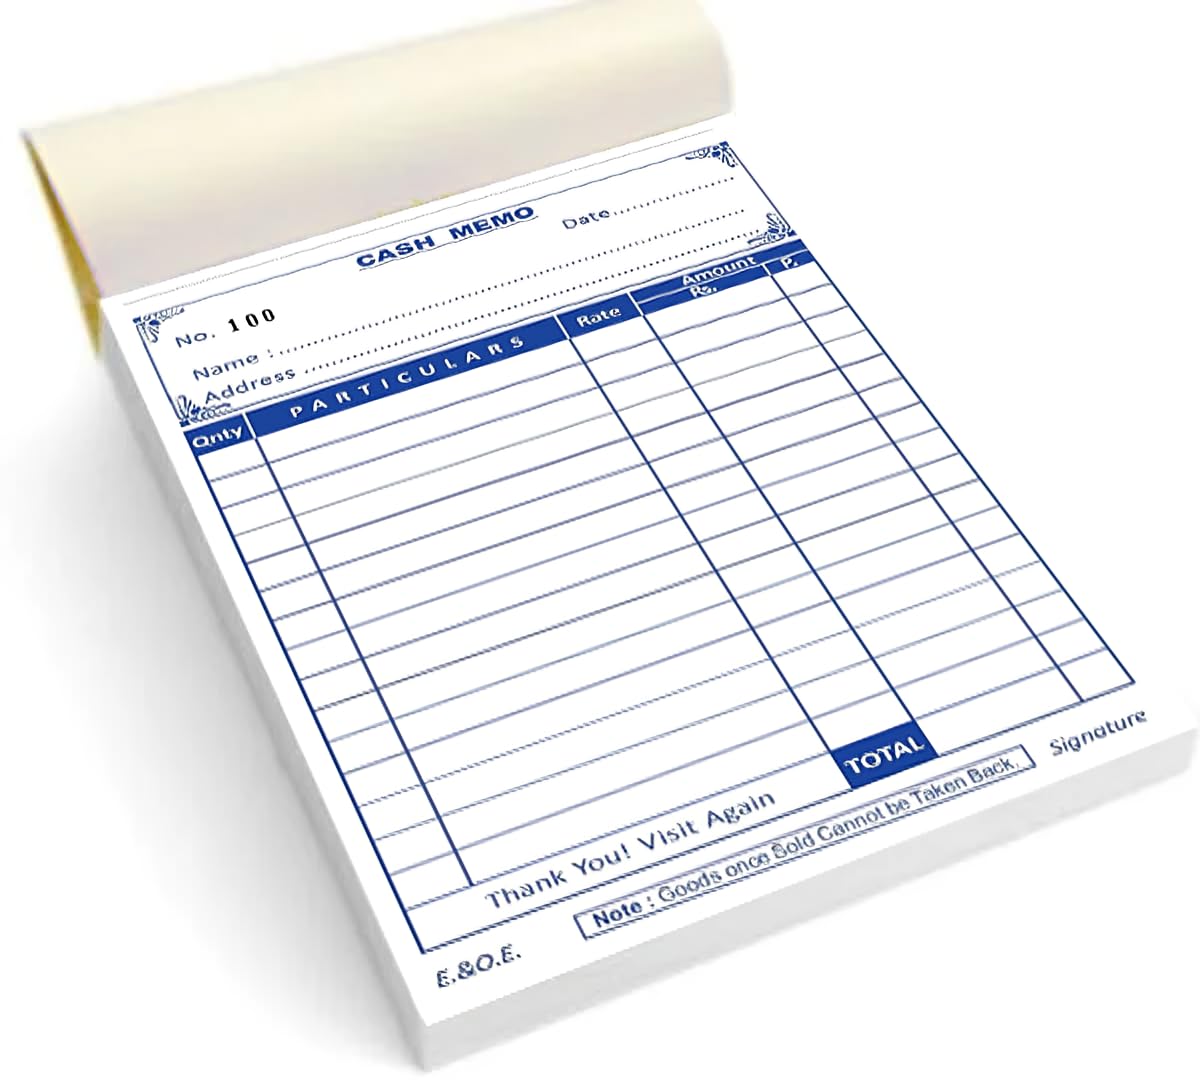 CASH MEMO
Date
No. 100
Name :
Address
Qnty PARTICULARS Rate Amount
Rs. P.
TOTAL
Thank You! Visit Again
Note : Goods once Sold Cannot be Taken Back.
Signature
E.&O.E.